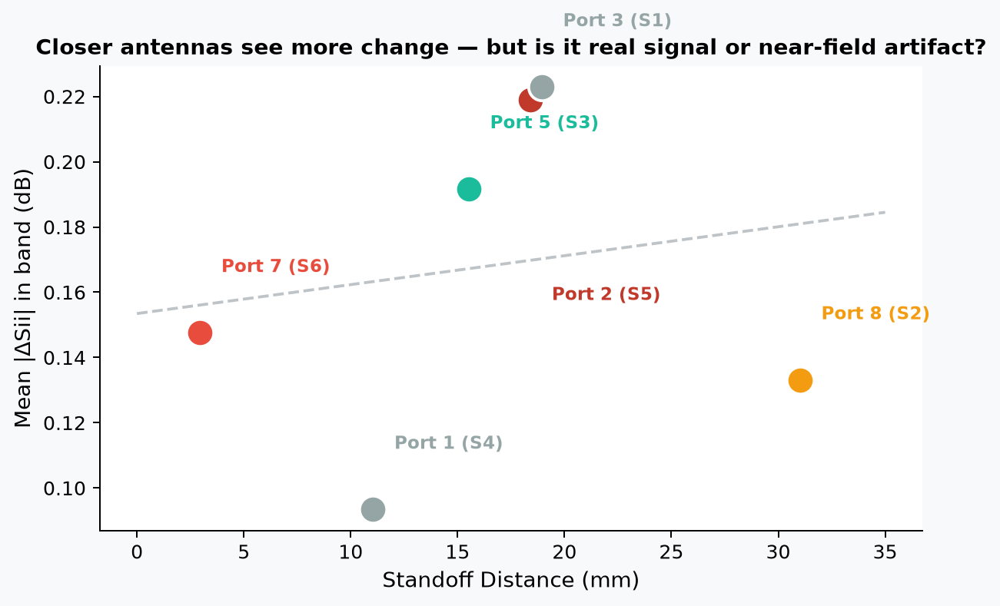 Port 3 (S1)
Closer antennas see more change — but is it real signal or near-field artifact?
Mean |ΔSii| in band (dB)
0.22
0.20
0.18
0.16
0.14
0.12
0.10
Port 5 (S3)
Port 7 (S6)
Port 2 (S5)
Port 8 (S2)
Port 1 (S4)
0 5 10 15 20 25 30 35
Standoff Distance (mm)